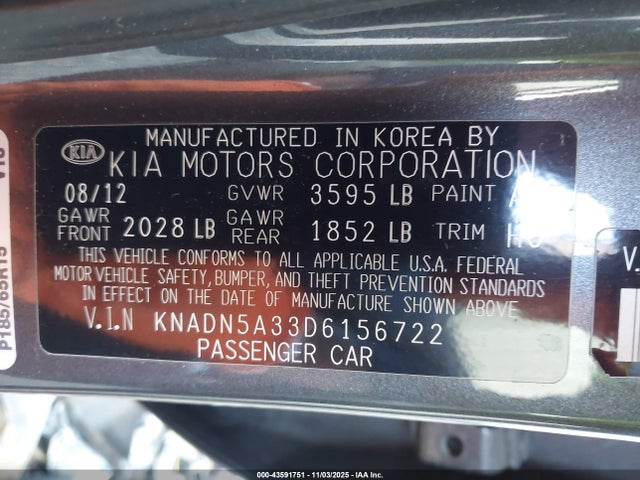 MANUFACTURED IN KOREA BY
KIA KIA MOTORS CORPORATION
08/12 GVWR 3595 LB PAINT
GAWR FRONT 2028 LB GAWR REAR 1852 LB TRIM
THIS VEHICLE CONFORMS TO ALL APPLICABLE U.S.A. FEDERAL
MOTOR VEHICLE SAFETY, BUMPER, AND THEFT PREVENTION STANDARDS
IN EFFECT ON THE DATE OF MANUFACTURE SHOWN ABOVE
V.I.N KNADN5A33D6156722
PASSENGER CAR
P185/65R15
000-43591751 - 11/03/2025 - IAA Inc.